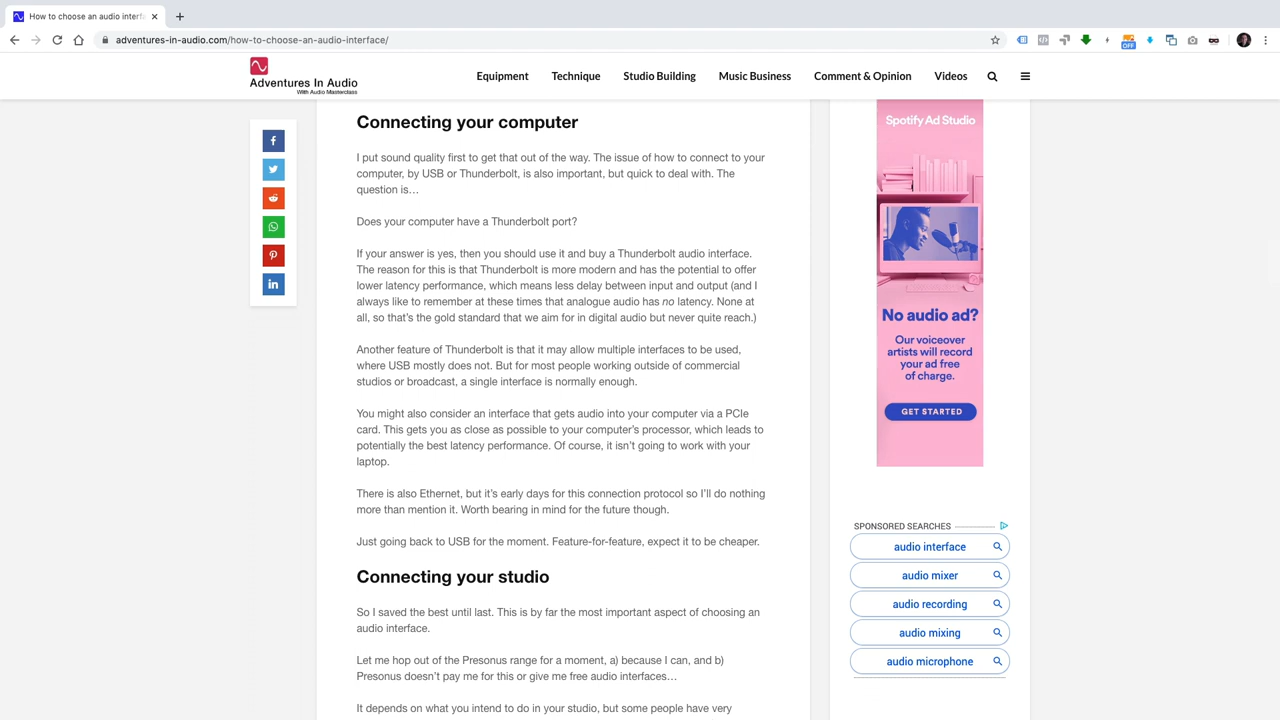 How to choose an audio interfa
adventures-in-audio.com/how-to-choose-an-audio-interface/
OFF
Adventures In Audio
With Audio Masterclass
Equipment
Technique
Studio Building
Music Business
Comment & Opinion
Videos
Connecting your computer
I put sound quality first to get that out of the way. The issue of how to connect to your
computer, by USB or Thunderbolt, is also important, but quick to deal with. The
question is…
Does your computer have a Thunderbolt port?
If your answer is yes, then you should use it and buy a Thunderbolt audio interface.
The reason for this is that Thunderbolt is more modern and has the potential to offer
lower latency performance, which means less delay between input and output (and I
always like to remember at these times that analogue audio has no latency. None at
all, so that's the gold standard that we aim for in digital audio but never quite reach.)
Another feature of Thunderbolt is that it may allow multiple interfaces to be used,
where USB mostly does not. But for most people working outside of commercial
studios or broadcast, a single interface is normally enough.
You might also consider an interface that gets audio into your computer via a PCIe
card. This gets you as close as possible to your computer's processor, which leads to
potentially the best latency performance. Of course, it isn't going to work with your
laptop.
There is also Ethernet, but it's early days for this connection protocol so I'll do nothing
more than mention it. Worth bearing in mind for the future though.
Just going back to USB for the moment. Feature-for-feature, expect it to be cheaper.
Connecting your studio
So I saved the best until last. This is by far the most important aspect of choosing an
audio interface.
Let me hop out of the Presonus range for a moment, a) because I can, and b)
Presonus doesn't pay me for this or give me free audio interfaces…
It depends on what you intend to do in your studio, but some people have very
Spotify Ad Studio
No audio ad?
Our voiceover
artists will record
your ad free
of charge.
GET STARTED
SPONSORED SEARCHES
audio interface
audio mixer
audio recording
audio mixing
audio microphone